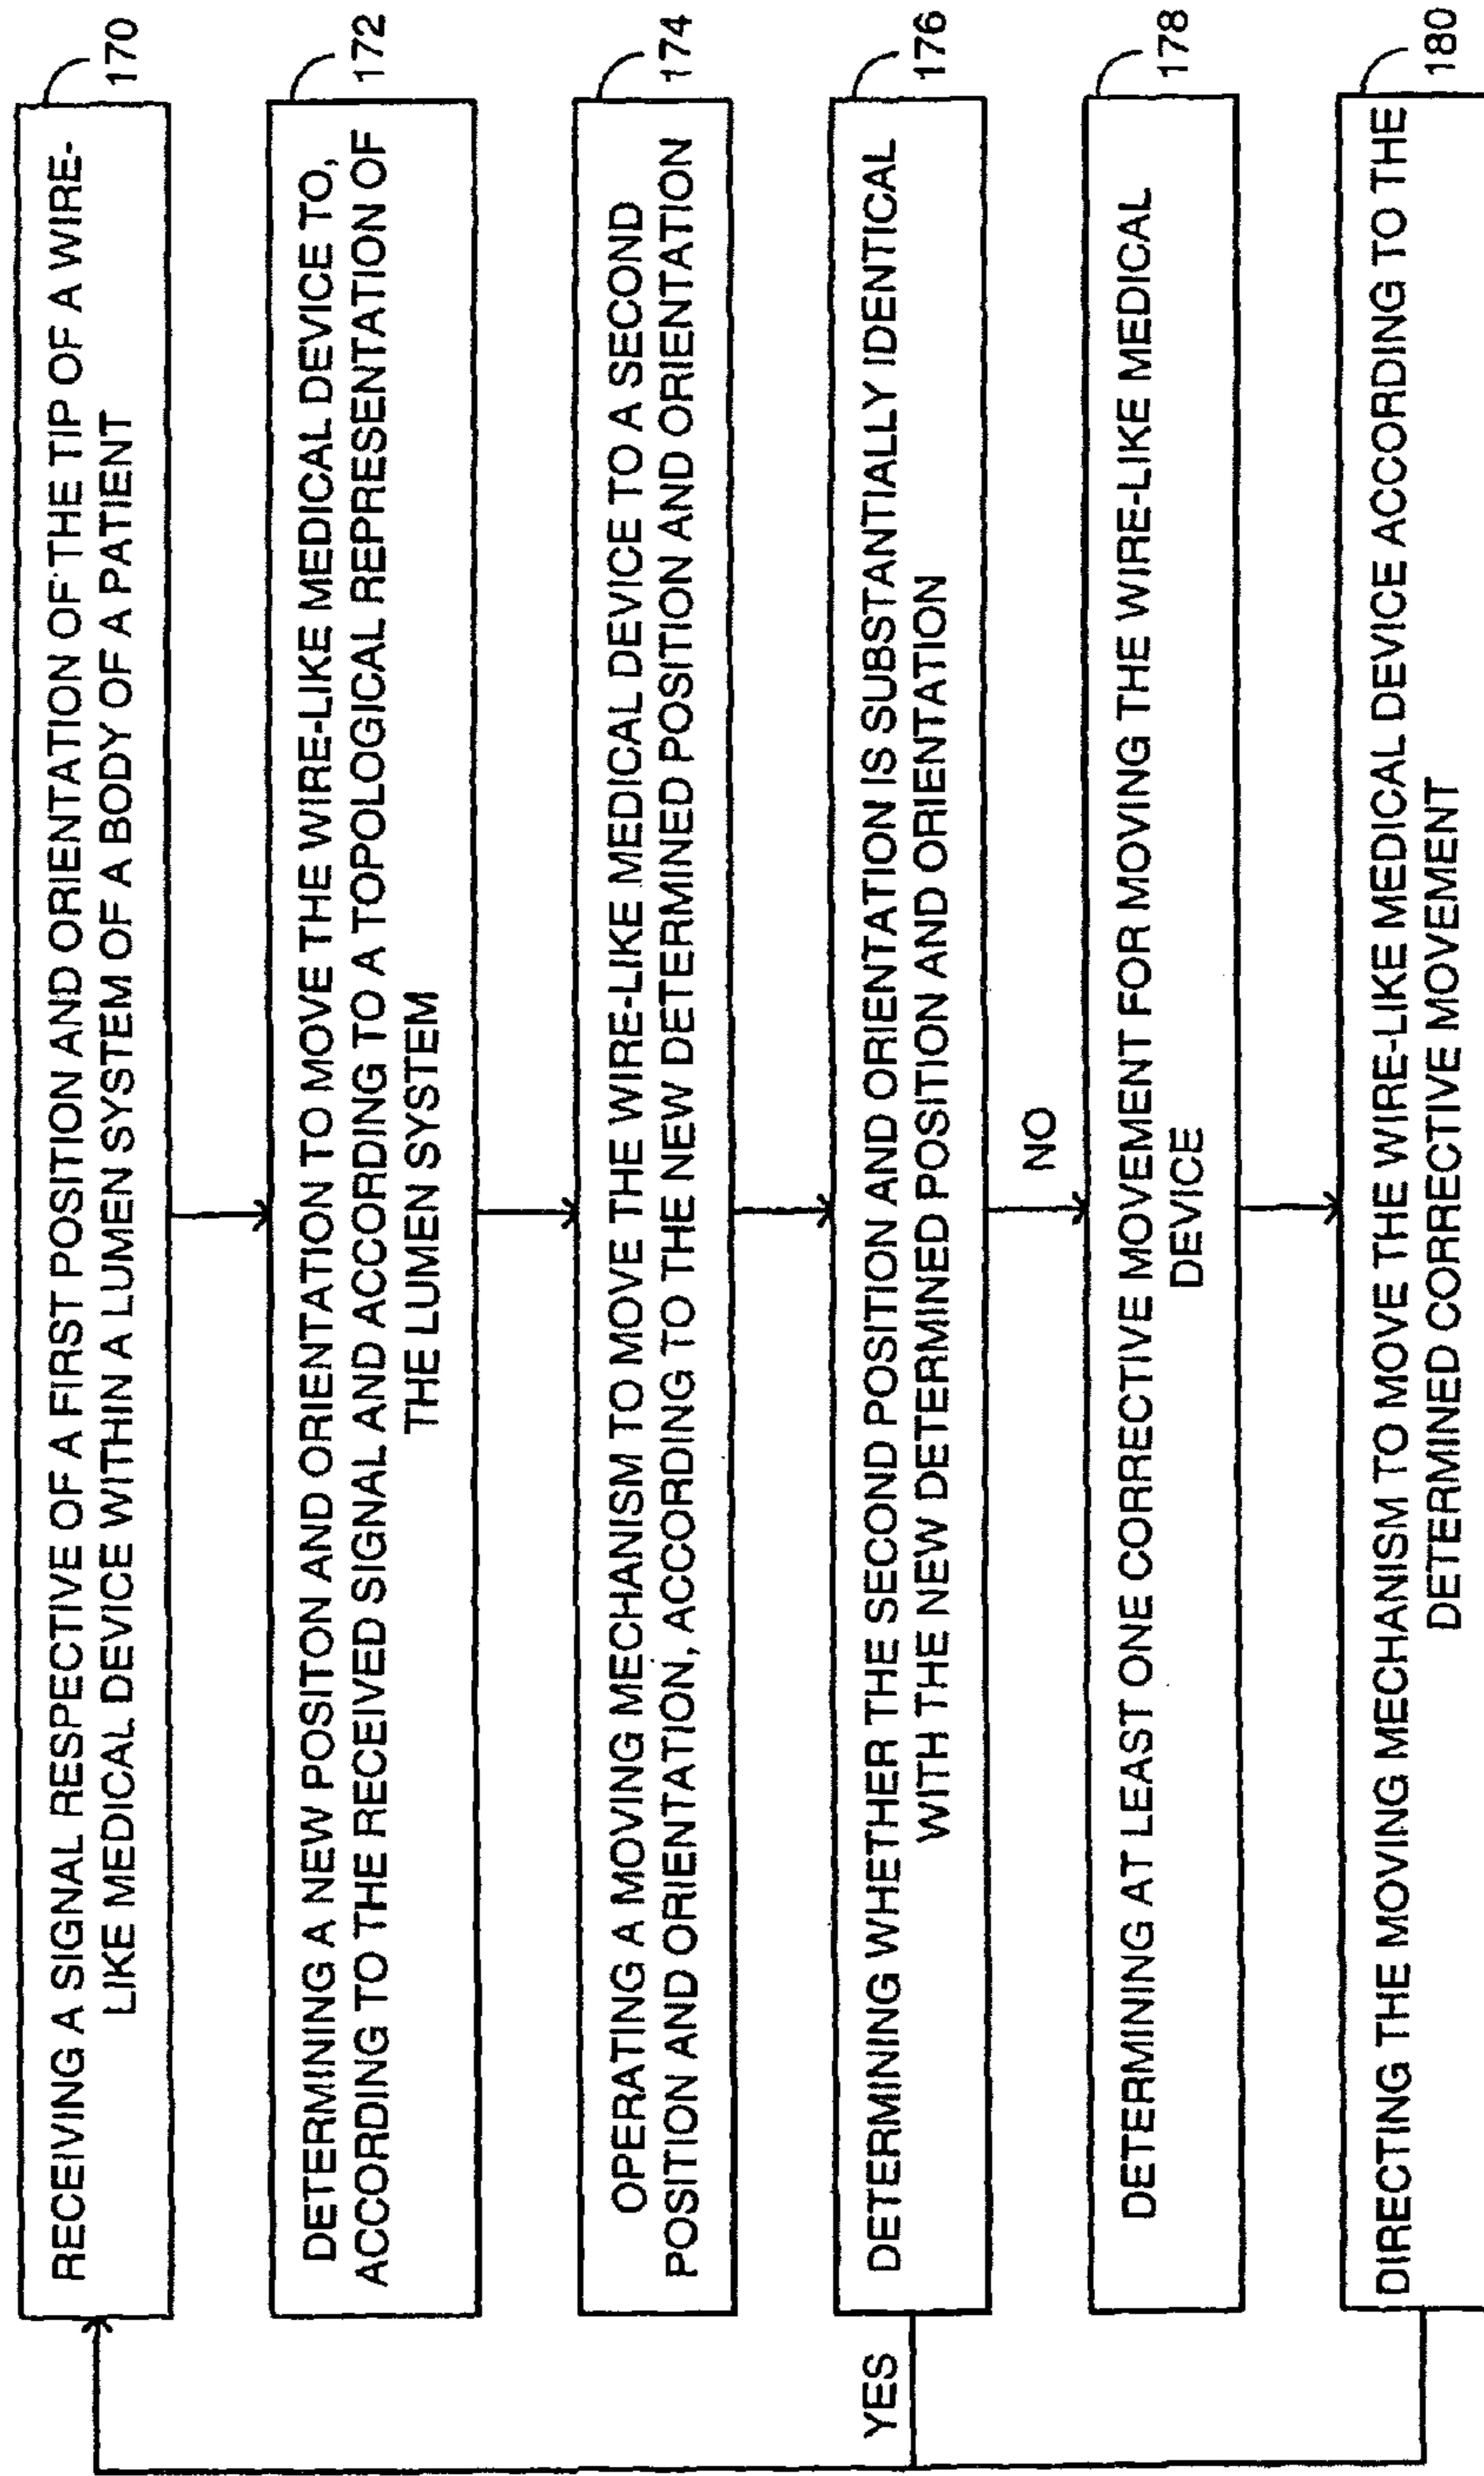 RECEIVING A SIGNAL RESPECTIVE OF A FIRST POSITION AND ORIENTATION OF THE TIP OF A WIRE-
LIKE MEDICAL DEVICE WITHIN A LUMEN SYSTEM OF A BODY OF A PATIENT
170
DETERMINING A NEW POSITON AND ORIENTATION TO MOVE THE WIRE-LIKE MEDICAL DEVICE TO,
ACCORDING TO THE RECEIVED SIGNAL AND ACCORDING TO A TOPOLOGICAL REPRESENTATION OF
THE LUMEN SYSTEM
172
OPERATING A MOVING MECHANISM TO MOVE THE WIRE-LIKE MEDICAL DEVICE TO A SECOND
POSITION AND ORIENTATION, ACCORDING TO THE NEW DETERMINED POSITION AND ORIENTATION
174
DETERMINING WHETHER THE SECOND POSITION AND ORIENTATION IS SUBSTANTIALLY IDENTICAL
WITH THE NEW DETERMINED POSITION AND ORIENTATION
176
YES
NO
DETERMINING AT LEAST ONE CORRECTIVE MOVEMENT FOR MOVING THE WIRE-LIKE MEDICAL
DEVICE
178
DIRECTING THE MOVING MECHANISM TO MOVE THE WIRE-LIKE MEDICAL DEVICE ACCORDING TO THE
DETERMINED CORRECTIVE MOVEMENT
180